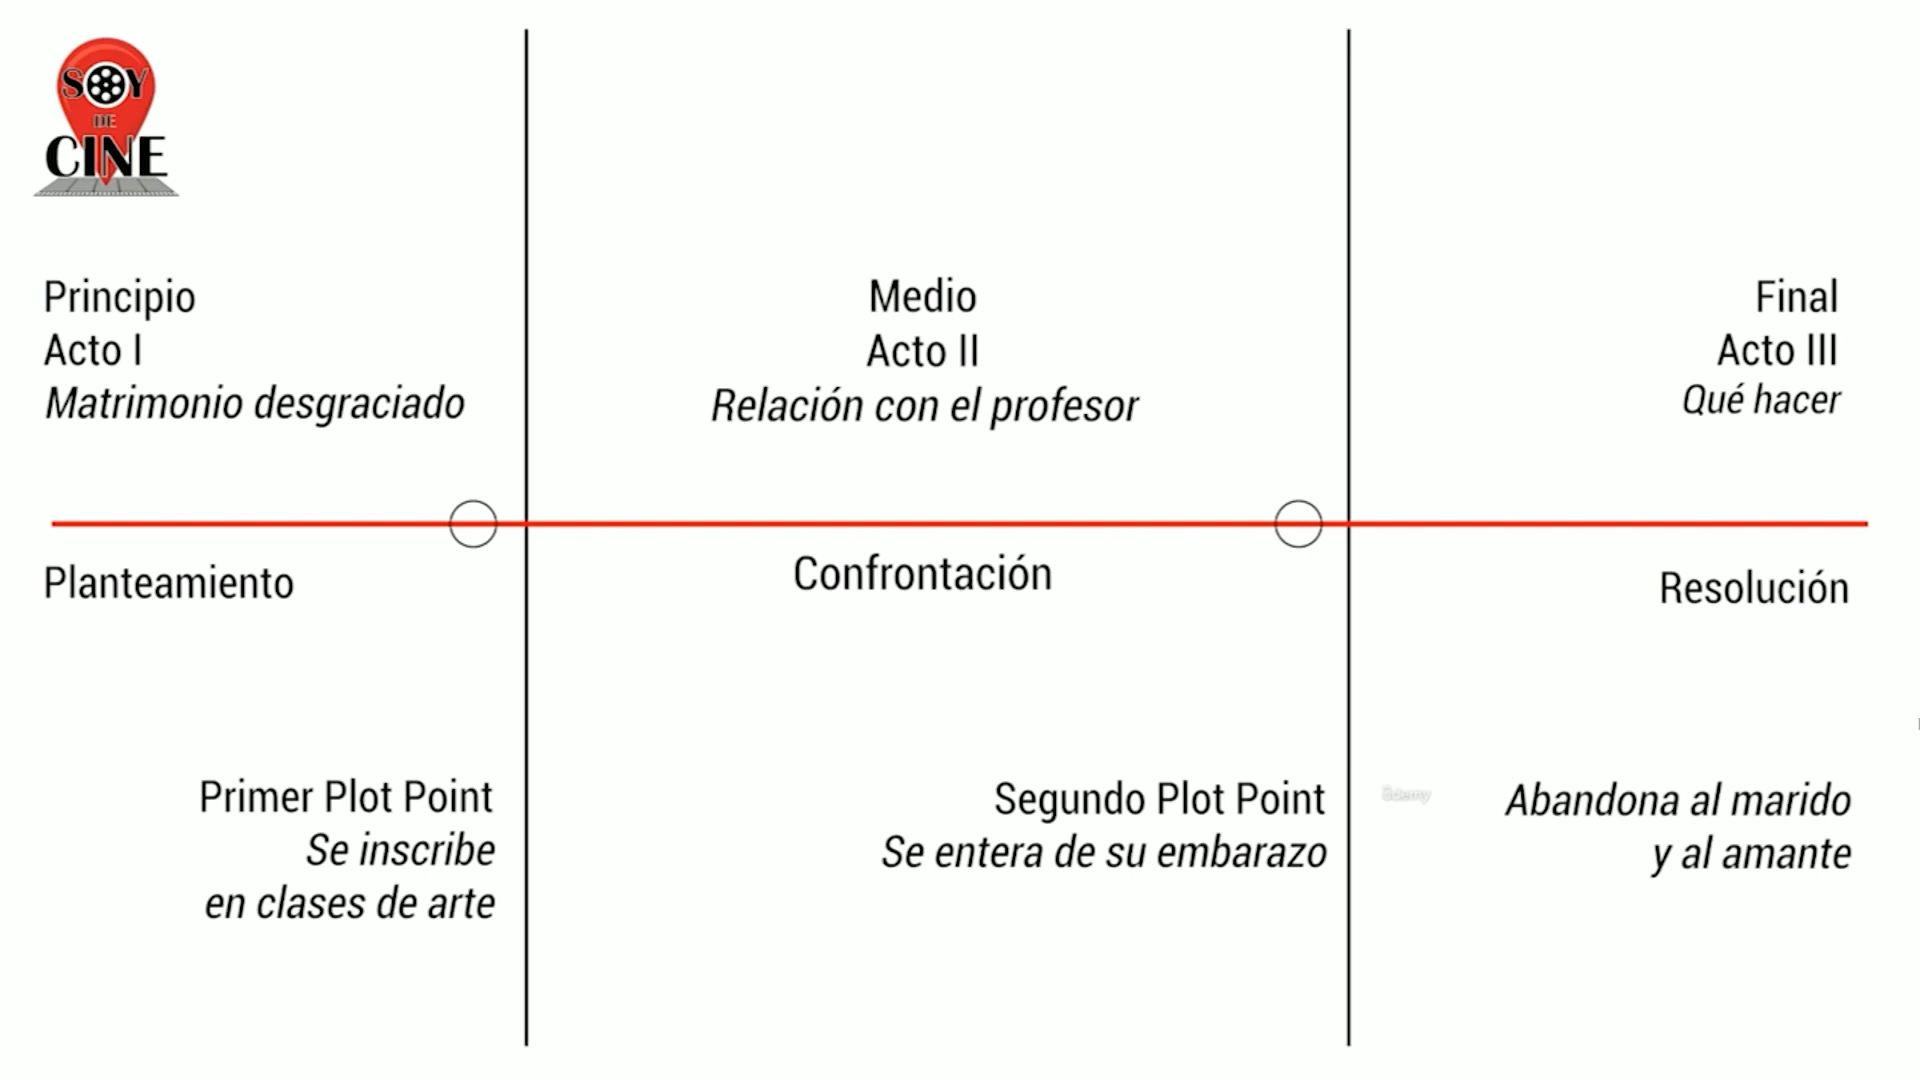 SOY
DE
CINE
Principio
Acto I
Matrimonio desgraciado
Medio
Acto II
Relación con el profesor
Final
Acto III
Qué hacer
Planteamiento
Confrontación
Resolución
Primer Plot Point
Se inscribe
en clases de arte
Segundo Plot Point
Se entera de su embarazo
Abandona al marido
y al amante
ûdemy